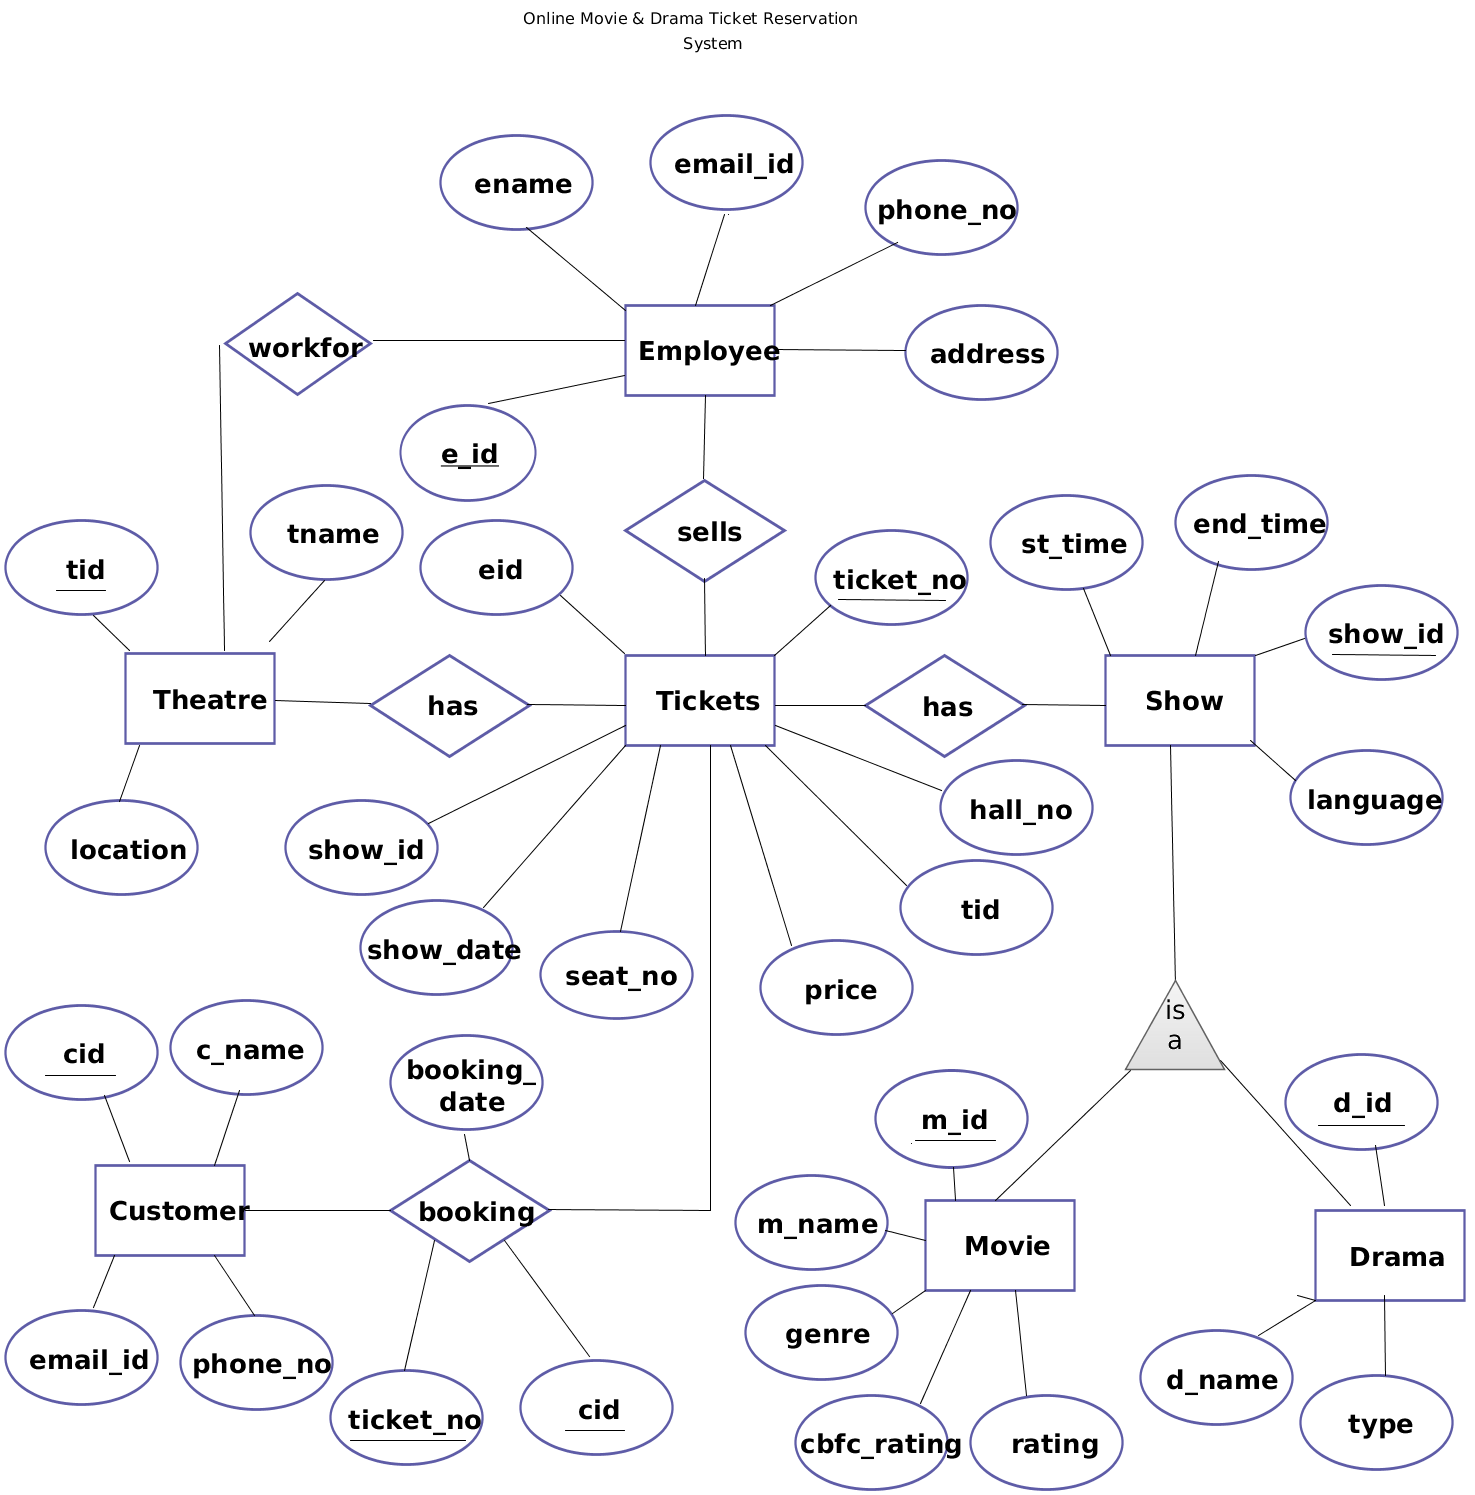 Online Movie & Drama Ticket Reservation
System
ename
email_id
phone_no
workfor
Employee
address
e_id
tname
sells
st_time
end_time
tid
eid
ticket_no
show_id
Theatre
has
Tickets
has
Show
location
show_id
hall_no
language
show_date
seat_no
price
tid
is
a
cid
c_name
booking_
date
m_id
d_id
Customer
booking
m_name
Movie
Drama
email_id
phone_no
genre
ticket_no
cid
d_name
cbfc_rating
rating
type